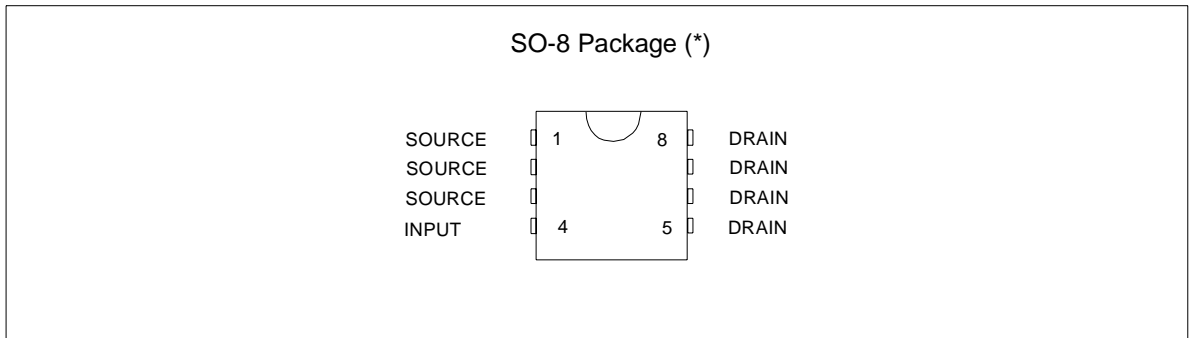 SO-8 Package (*)
SOURCE 1 8 DRAIN
SOURCE DRAIN
SOURCE DRAIN
INPUT 4 5 DRAIN